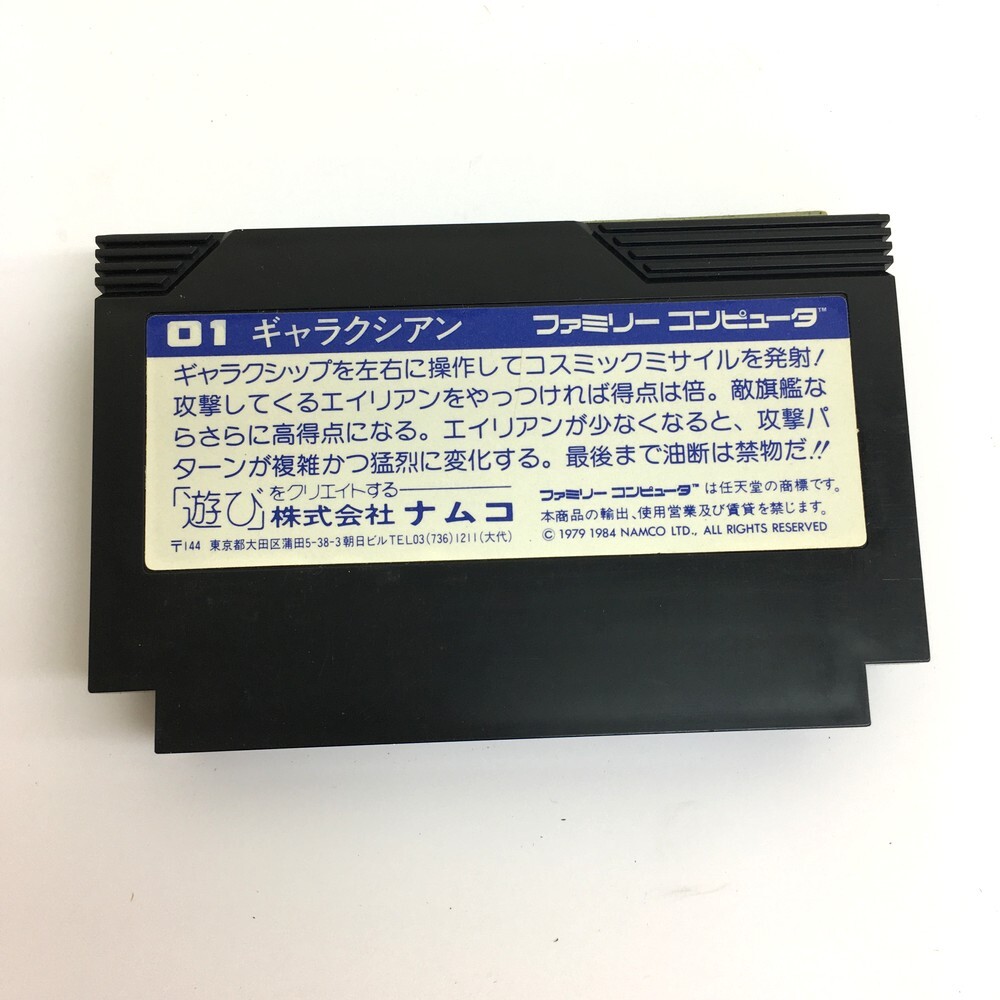 01 ギャラクシアン ファミリー コンピュータ™
ギャラクシップを左右に操作してコスミックミサイルを発射!
攻撃してくるエイリアンをやっつければ得点は倍。敵旗艦な
らさらに高得点になる。エイリアンが少なくなると、攻撃パ
ターンが複雑かつ猛烈に変化する。最後まで油断は禁物だ!!
「遊び」をクリエイトする
株式会社 ナムコ
〒144 東京都大田区蒲田5-38-3朝日ビルTEL03(736)1211(大代)
ファミリー コンピュータ™ は任天堂の商標です。
本商品の輸出、使用営業及び賃貸を禁じます。
© 1979 1984 NAMCO LTD., ALL RIGHTS RESERVED